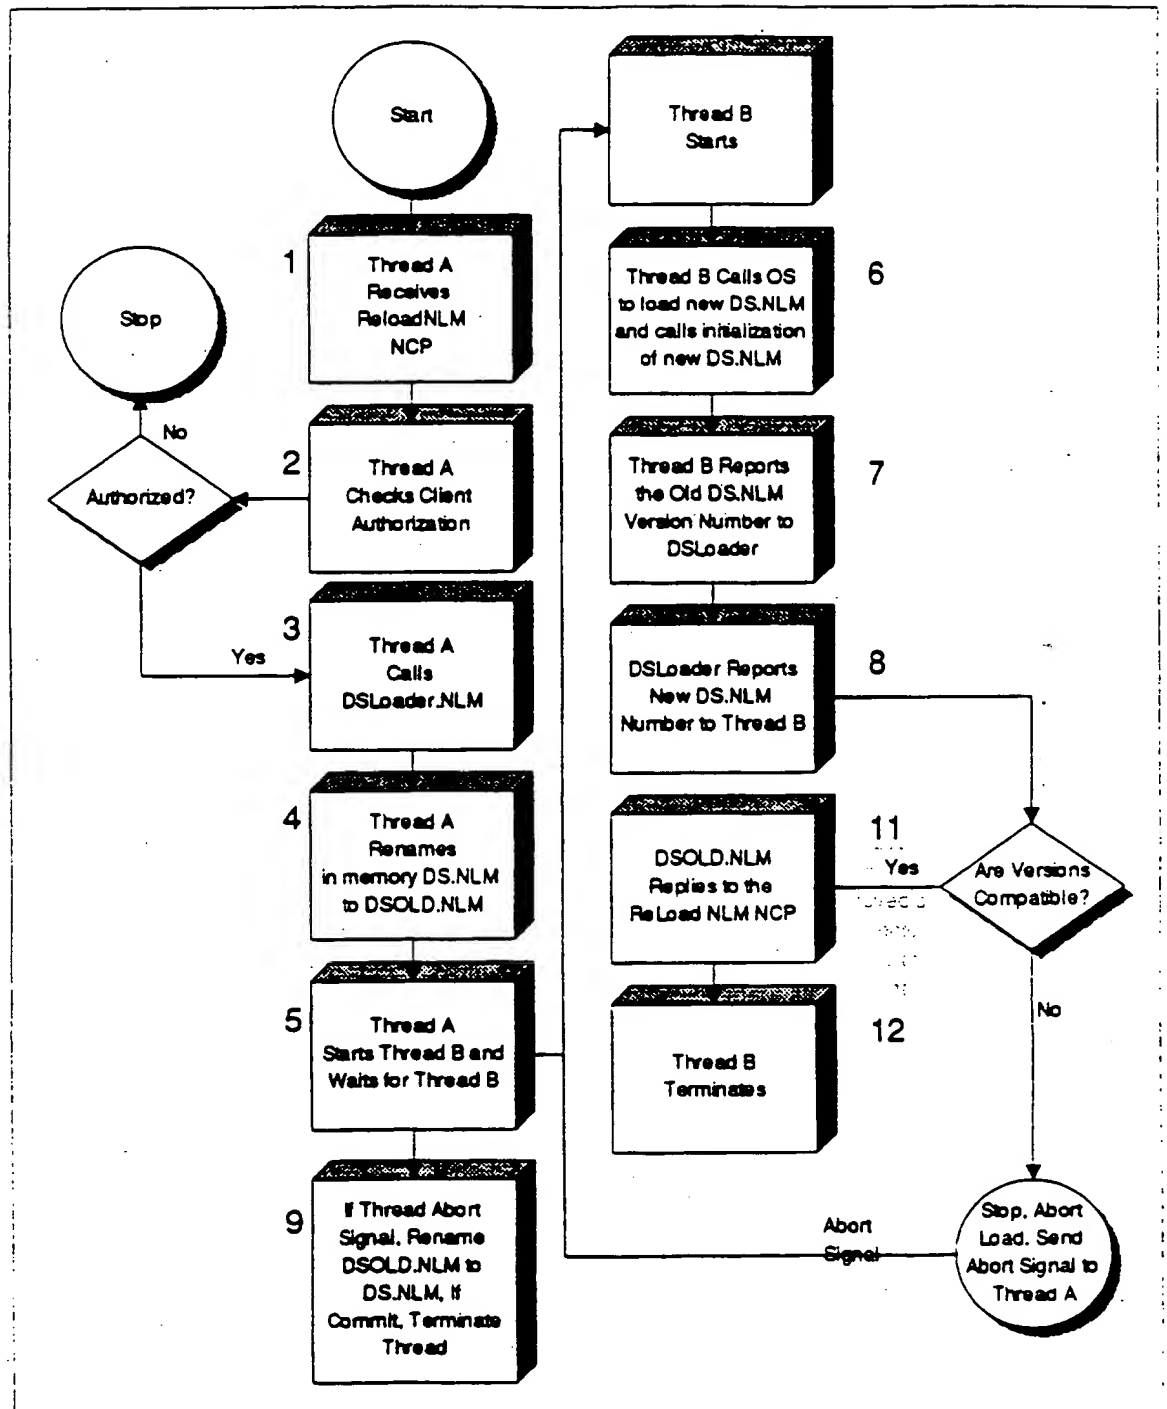 Start
1
Thread A
Receives
ReloadNLM
NCP
Stop
No
2
Thread A
Checks Client
Authorization
Authorized?
Yes
3
Thread A
Calls
DSLoader.NLM
4
Thread A
Renames
in memory DS.NLM
to DSOLD.NLM
5
Thread A
Starts Thread B and
Waits for Thread B
9
If Thread Abort
Signal, Rename
DSOLD.NLM to
DS.NLM, If
Commit, Terminate
Thread
Thread B
Starts
6
Thread B Calls OS
to load new DS.NLM
and calls initialization
of new DS.NLM
7
Thread B Reports
the Old DS.NLM
Version Number to
DSLoader
8
DSLoader Reports
New DS.NLM
Number to Thread B
Are Versions
Compatible?
Yes
11
DSOLD.NLM
Replies to the
ReLoad NLM NCP
12
Thread B
Terminates
No
Stop, Abort
Load. Send
Abort Signal to
Thread A
Abort
Signal